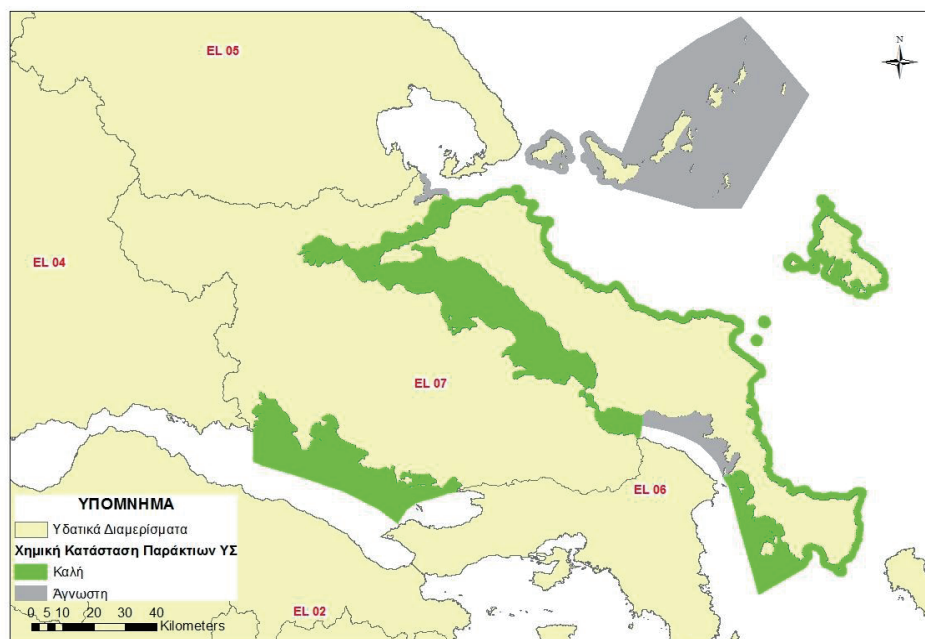 EL 05
N
EL 04
EL 07
EL 06
ΥΠΟΜΝΗΜΑ
Υδατικά Διαμερίσματα
Χημική Κατάσταση Παράκτιων ΥΣ
Καλή
Άγνωστη
EL 02
0 5 10 20 30 40
Kilometers